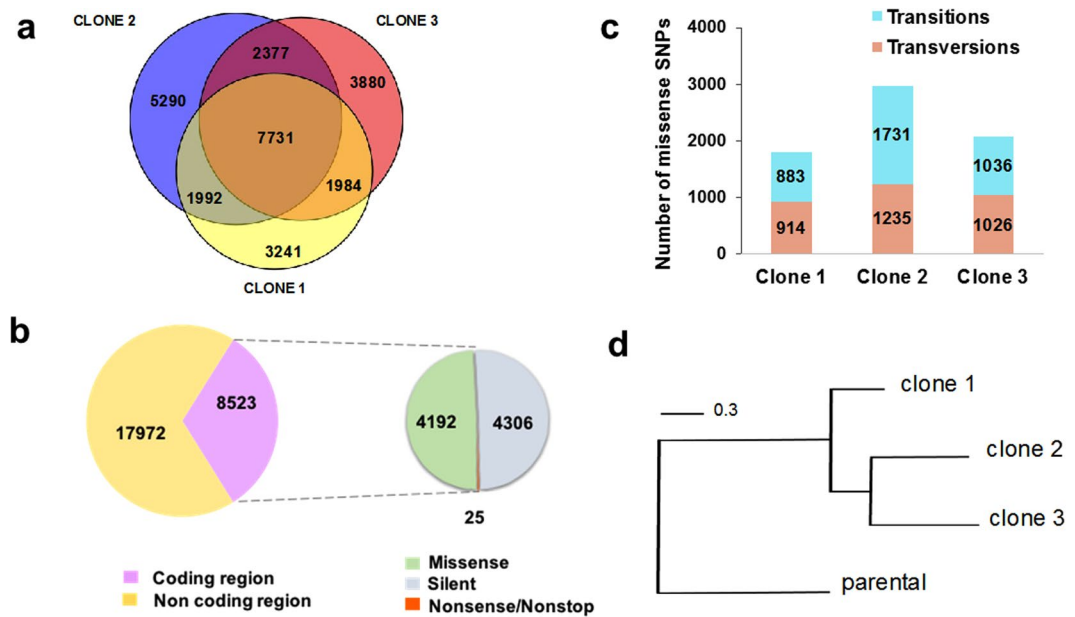 a
CLONE 2
CLONE 3
2377
5290
3880
7731
1992
1984
3241
CLONE 1
b
17972
8523
4192
4306
25
Coding region
Non coding region
Missense
Silent
Nonsense/Nonstop
c
Transitions
Transversions
Number of missense SNPs
4000
3000
2000
1000
0
883
914
1731
1235
1036
1026
Clone 1
Clone 2
Clone 3
d
0.3
clone 1
clone 2
clone 3
parental